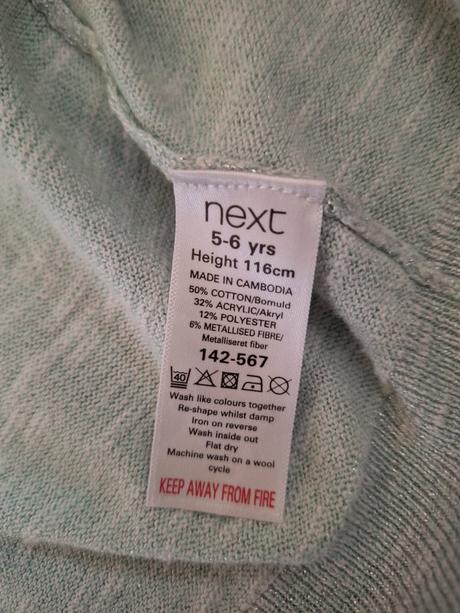 next
5-6 yrs
Height 116cm
MADE IN CAMBODIA
50% COTTON/Bomuld
32% ACRYLIC/Akryl
12% POLYESTER
6% METALLISED FIBRE/
Metalliseret fiber
142-567
40
Wash like colours together
Re-shape whilst damp
Iron on reverse
Wash inside out
Flat dry
Machine wash on a wool
cycle
KEEP AWAY FROM FIRE